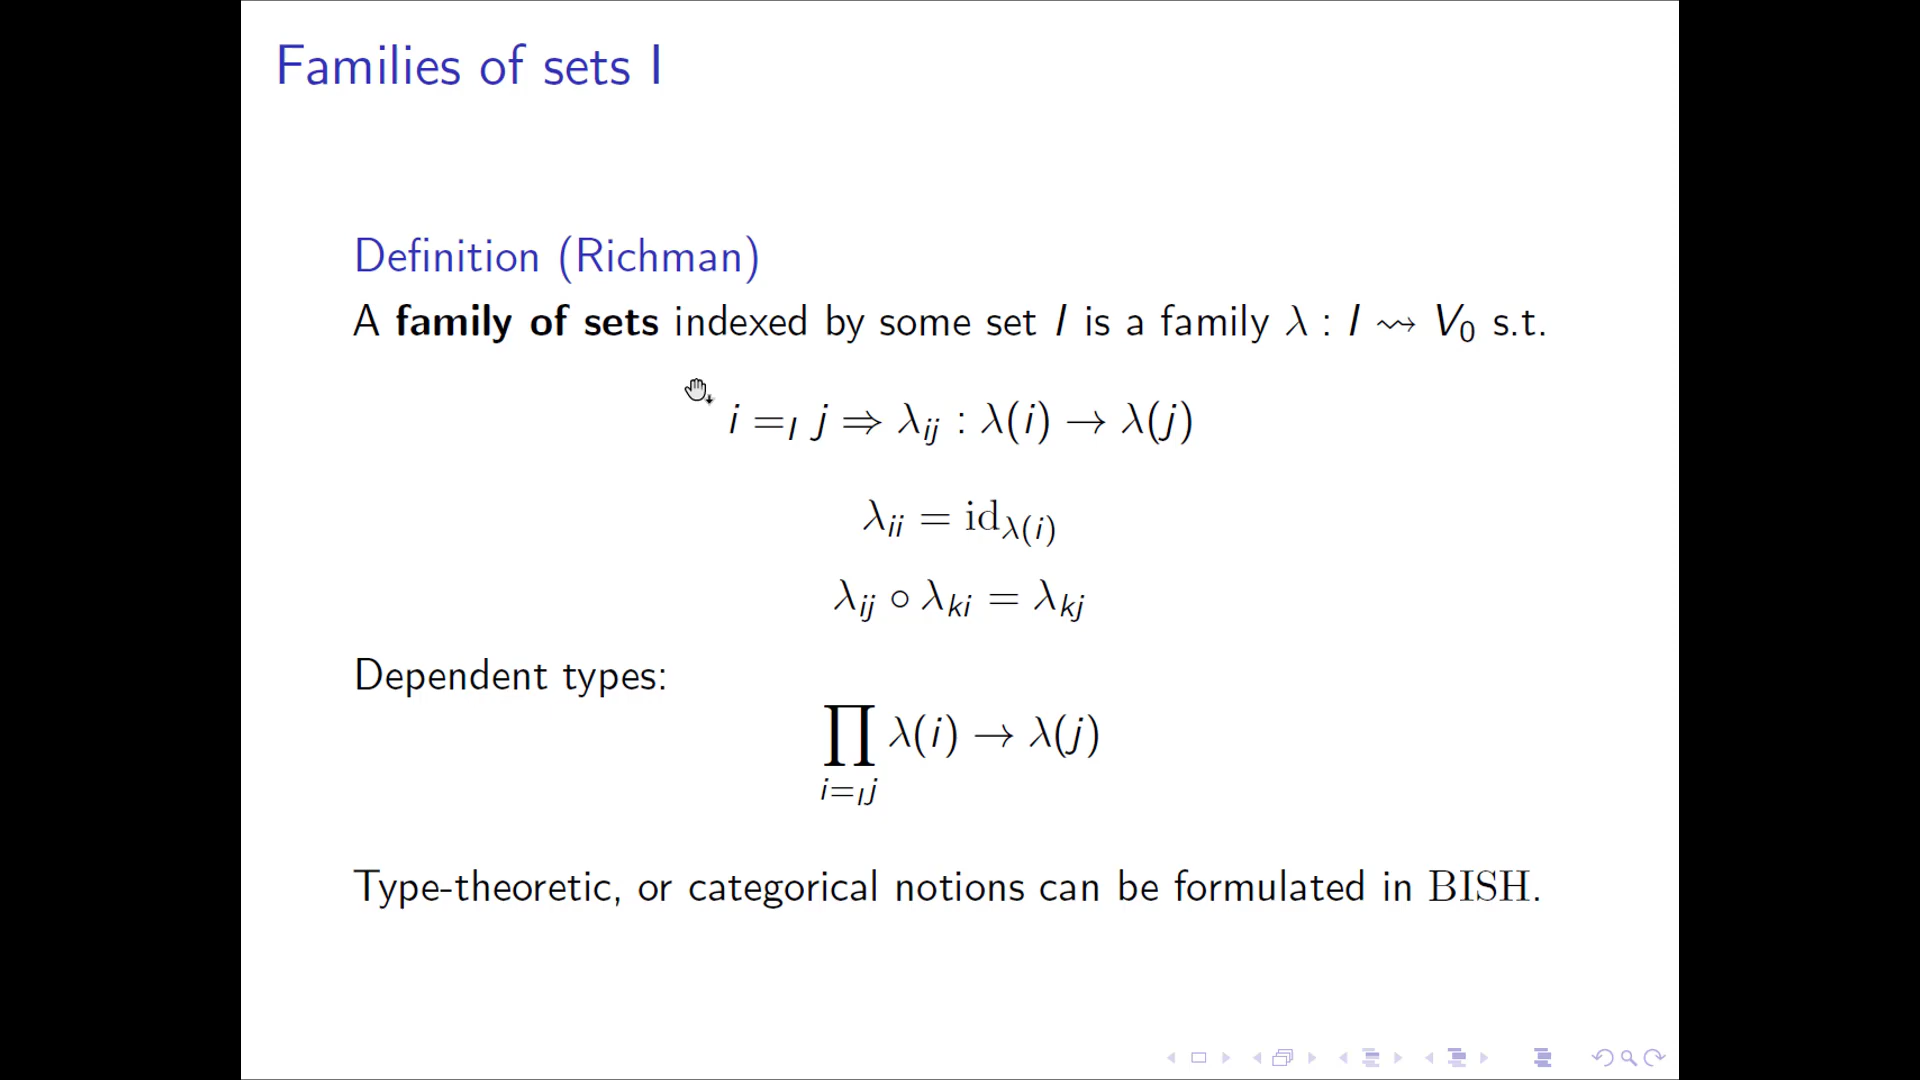 Families of sets I
Definition (Richman)
A family of sets indexed by some set I is a family λ : I ⇝ V₀ s.t.
i =_I j ⇒ λ_ij : λ(i) → λ(j)
λ_ii = id_λ(i)
λ_ij ∘ λ_ki = λ_kj
Dependent types:
∏_{i=_I j} λ(i) → λ(j)
Type-theoretic, or categorical notions can be formulated in BISH.